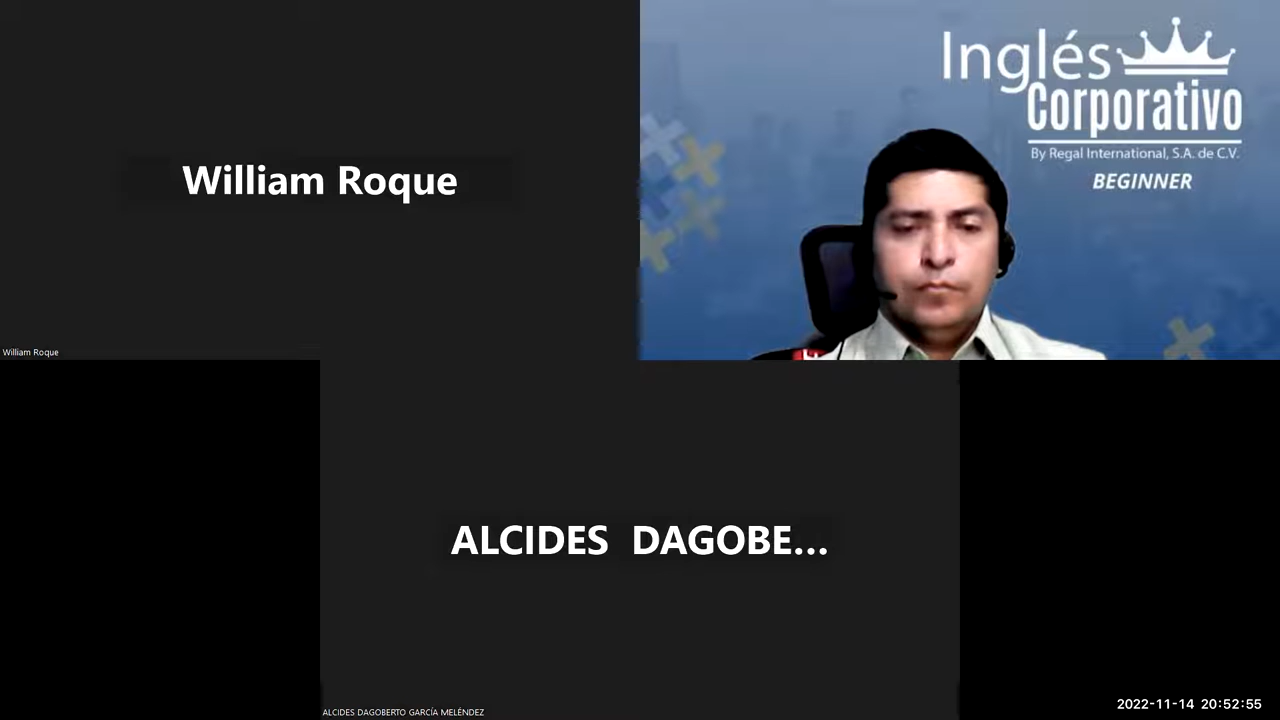 William Roque
William Roque
Inglés
Corporativo
By Regal International, S.A. de C.V.
BEGINNER
ALCIDES DAGOBE...
ALCIDES DAGOBERTO GARCÍA MELÉNDEZ
2022-11-14 20:52:55